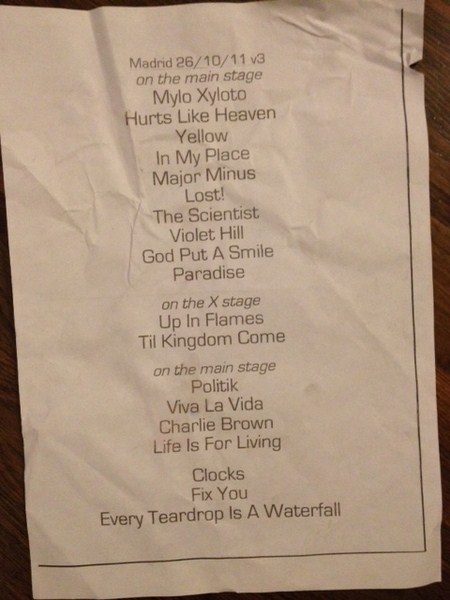 Madrid 26/10/11 v3
on the main stage
Mylo Xyloto
Hurts Like Heaven
Yellow
In My Place
Major Minus
Lost!
The Scientist
Violet Hill
God Put A Smile
Paradise
on the X stage
Up In Flames
Til Kingdom Come
on the main stage
Politik
Viva La Vida
Charlie Brown
Life Is For Living
Clocks
Fix You
Every Teardrop Is A Waterfall